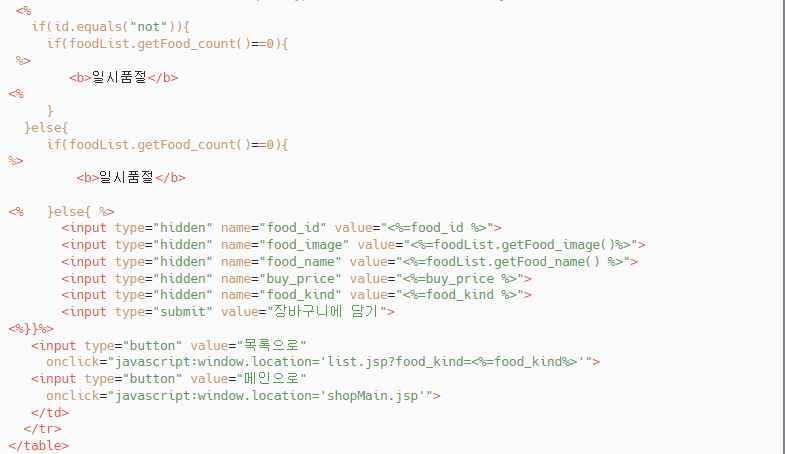 <%
if(id.equals("not")){
if(foodList.getFood_count()==0){
%>
<b>일시품절</b>
<%
}
}else{
if(foodList.getFood_count()==0){
%>
<b>일시품절</b>
<% }else{ %>
<input type="hidden" name="food_id" value="<%=food_id %>">
<input type="hidden" name="food_image" value="<%=foodList.getFood_image()%>">
<input type="hidden" name="food_name" value="<%=foodList.getFood_name() %>">
<input type="hidden" name="buy_price" value="<%=buy_price %>">
<input type="hidden" name="food_kind" value="<%=food_kind %>">
<input type="submit" value="장바구니에 담기">
<%}}%>
<input type="button" value="목록으로"
onclick="javascript:window.location='list.jsp?food_kind=<%=food_kind%>'">
<input type="button" value="메인으로"
onclick="javascript:window.location='shopMain.jsp'">
</td>
</tr>
</table>